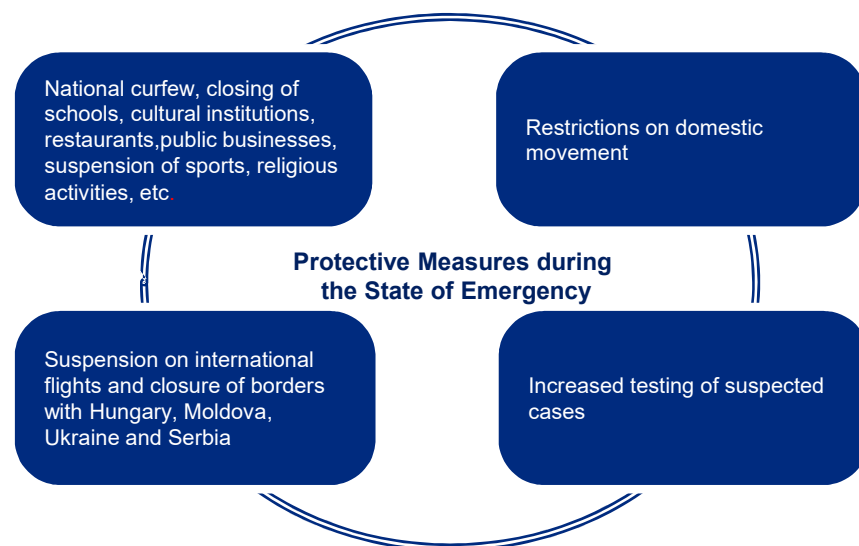 National curfew, closing of
schools, cultural institutions,
restaurants,public businesses,
suspension of sports, religious
activities, etc.
Restrictions on domestic
movement
Protective Measures during
the State of Emergency
Suspension on international
flights and closure of borders
with Hungary, Moldova,
Ukraine and Serbia
Increased testing of suspected
cases